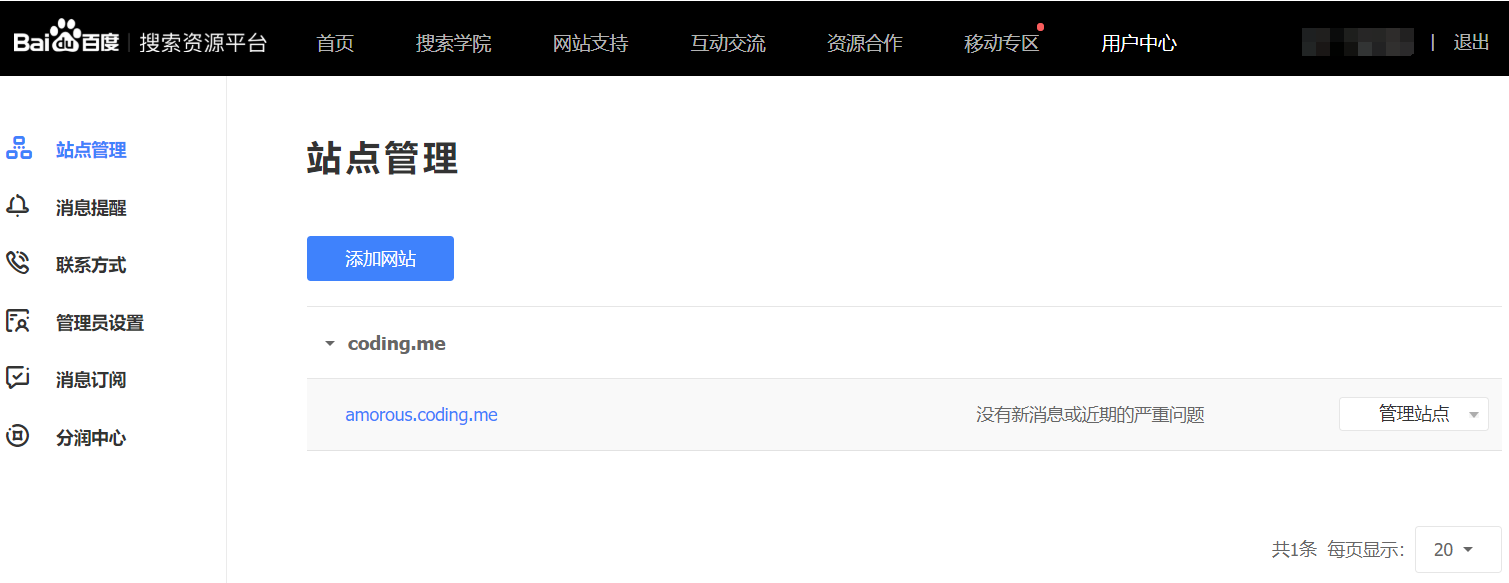 Baidu百度 | 搜索资源平台 首页 搜索学院 网站支持 互动交流 资源合作 移动专区 用户中心 | 退出
站点管理
消息提醒
联系方式
管理员设置
消息订阅
分润中心
站点管理
添加网站
coding.me
amorous.coding.me 没有新消息或近期的严重问题 管理站点
共1条 每页显示: 20